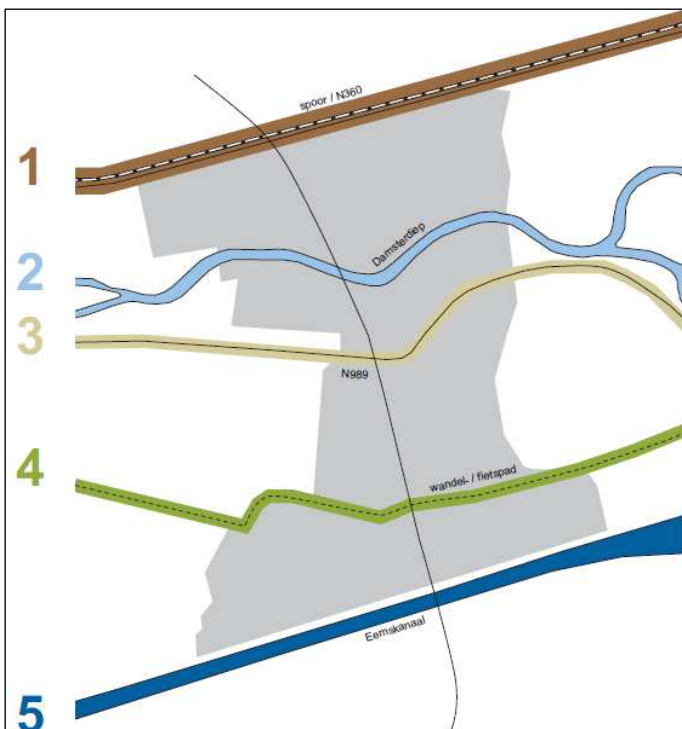 spoor / N360
1
Damsterdiep
2
3
N989
4
wandel- / fietspad
Eemskanaal
5